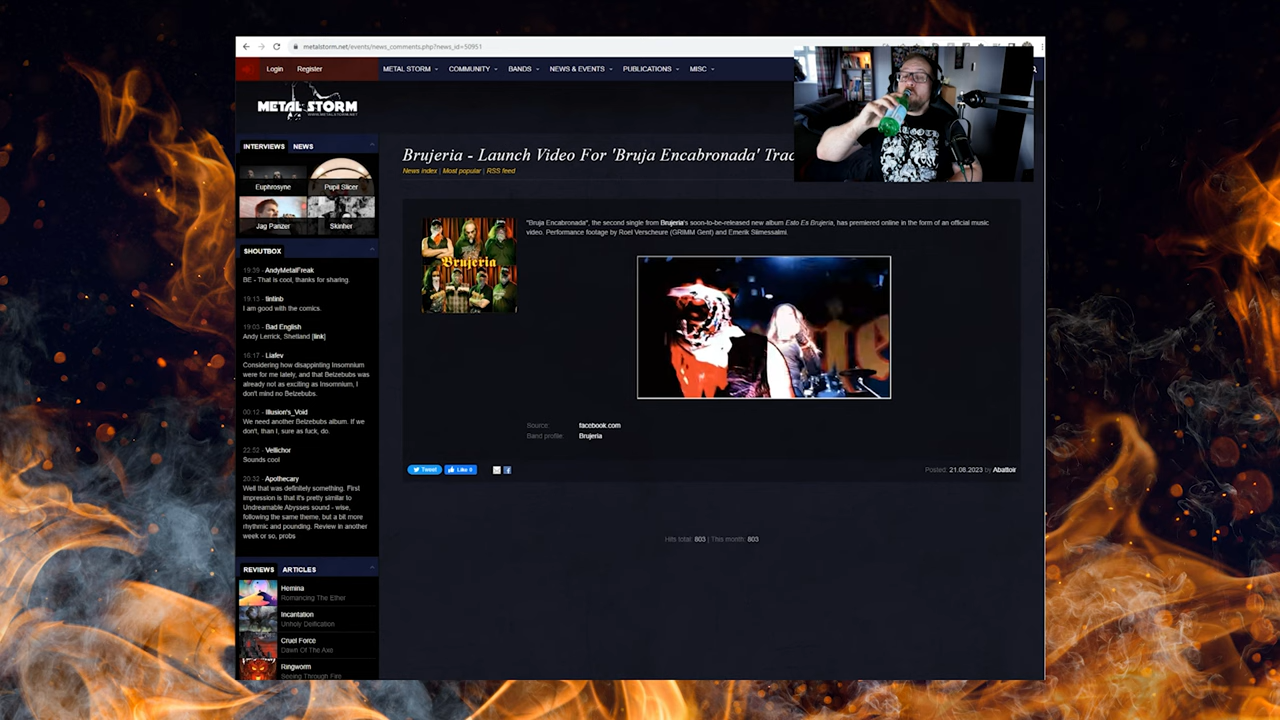 metalstorm.net/events/news_comments.php?news_id=50951
Login Register METAL STORM COMMUNITY BANDS NEWS & EVENTS PUBLICATIONS MISC
METAL STORM
WWW.METALSTORM.NET
INTERVIEWS NEWS
Euphrosyne Pupil Slicer
Jag Panzer Skinher
Brujeria - Launch Video For 'Bruja Encabronada' Trac
News index | Most popular | RSS feed
SHOUTBOX
19:39 - AndyMetalFreak
BE - That is cool, thanks for sharing.
19:13 - tintinb
I am good with the comics.
19:03 - Bad English
Andy Lerrick, Shetland [link]
16:17 - Liafev
Considering how disappinting Insomnium
were for me lately, and that Belzebubs was
already not as exciting as Insomnium, I
don't mind no Belzebubs.
00:12 - Illusion's_Void
We need another Belzebubs album. If we
don't, than I, sure as fuck, do.
22:52 - Vellichor
Sounds cool
20:32 - Apothecary
Well that was definitely something. First
impression is that it's pretty similar to
Undreamable Abysses sound - wise,
following the same theme, but a bit more
rhythmic and pounding. Review in another
week or so, probs
Brujeria
"Bruja Encabronada", the second single from Brujeria's soon-to-be-released new album Esto Es Brujeria, has premiered online in the form of an official music
video. Performance footage by Roel Verscheure (GRIMM Gent) and Emerik Slimessalmi.
Source: facebook.com
Band profile: Brujeria
Tweet Like 0
Posted: 21.08.2023 by Abattoir
Hits total: 803 | This month: 803
REVIEWS ARTICLES
Hemina
Romancing The Ether
Incantation
Unholy Deification
Cruel Force
Dawn Of The Axe
Ringworm
Seeing Through Fire